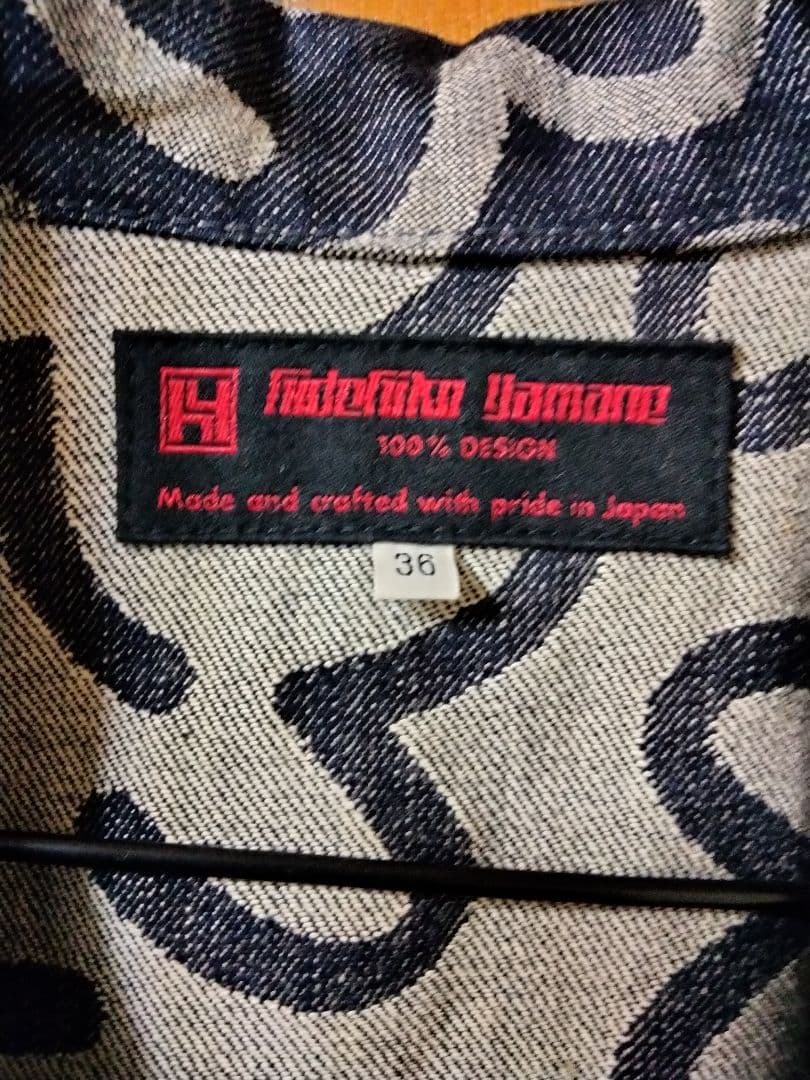 Hidehiko Yamane
100% DESIGN
Made and crafted with pride in Japan
36